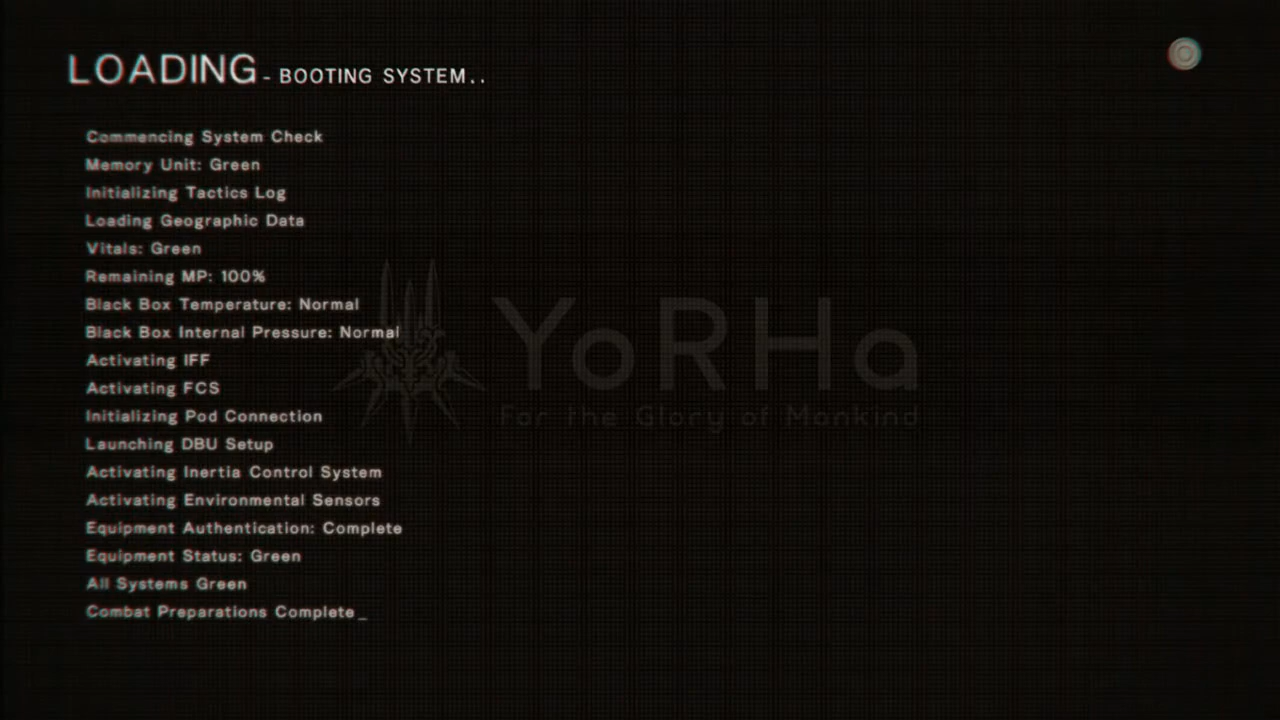 LOADING - BOOTING SYSTEM..
Commencing System Check
Memory Unit: Green
Initializing Tactics Log
Loading Geographic Data
Vitals: Green
Remaining MP: 100%
Black Box Temperature: Normal
Black Box Internal Pressure: Normal
Activating IFF
Activating FCS
Initializing Pod Connection
Launching DBU Setup
Activating Inertia Control System
Activating Environmental Sensors
Equipment Authentication: Complete
Equipment Status: Green
All Systems Green
Combat Preparations Complete_
YoRHa
For the Glory of Mankind